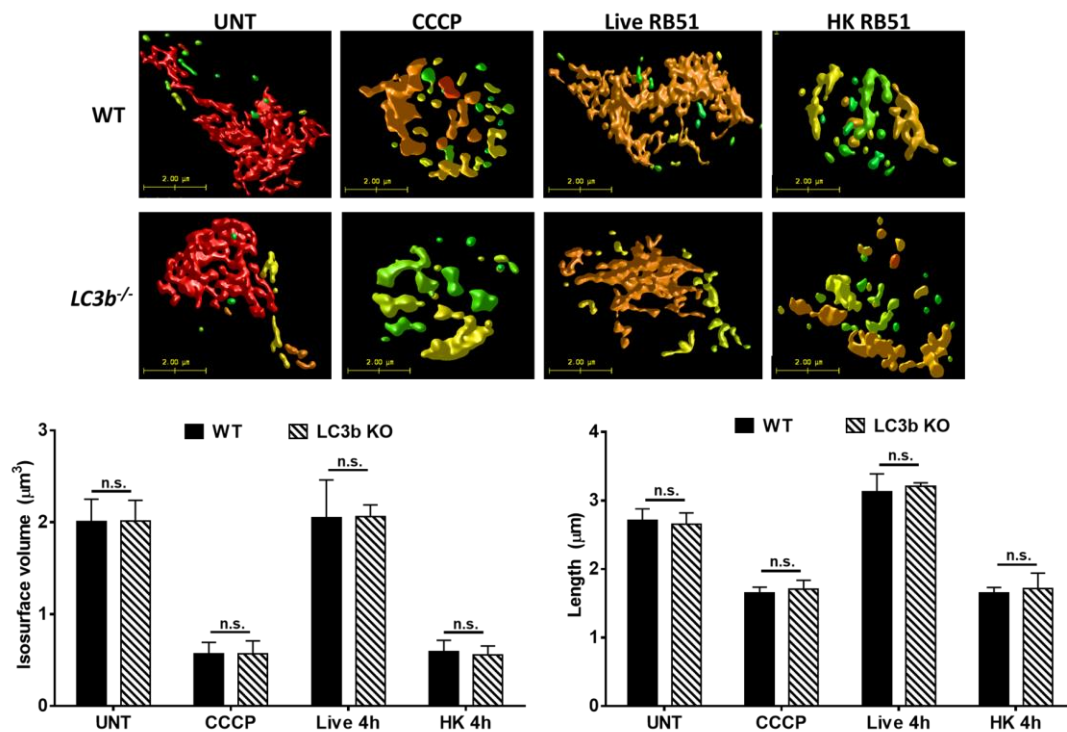 UNT CCCP Live RB51 HK RB51
WT
2.00 µm 2.00 µm 2.00 µm 2.00 µm
LC3b-/-
2.00 µm 2.00 µm 2.00 µm 2.00 µm
Isosurface volume (µm³)
3
2
1
0
WT LC3b KO
n.s. n.s. n.s. n.s.
UNT CCCP Live 4h HK 4h
Length (µm)
4
3
2
1
0
WT LC3b KO
n.s. n.s. n.s. n.s.
UNT CCCP Live 4h HK 4h